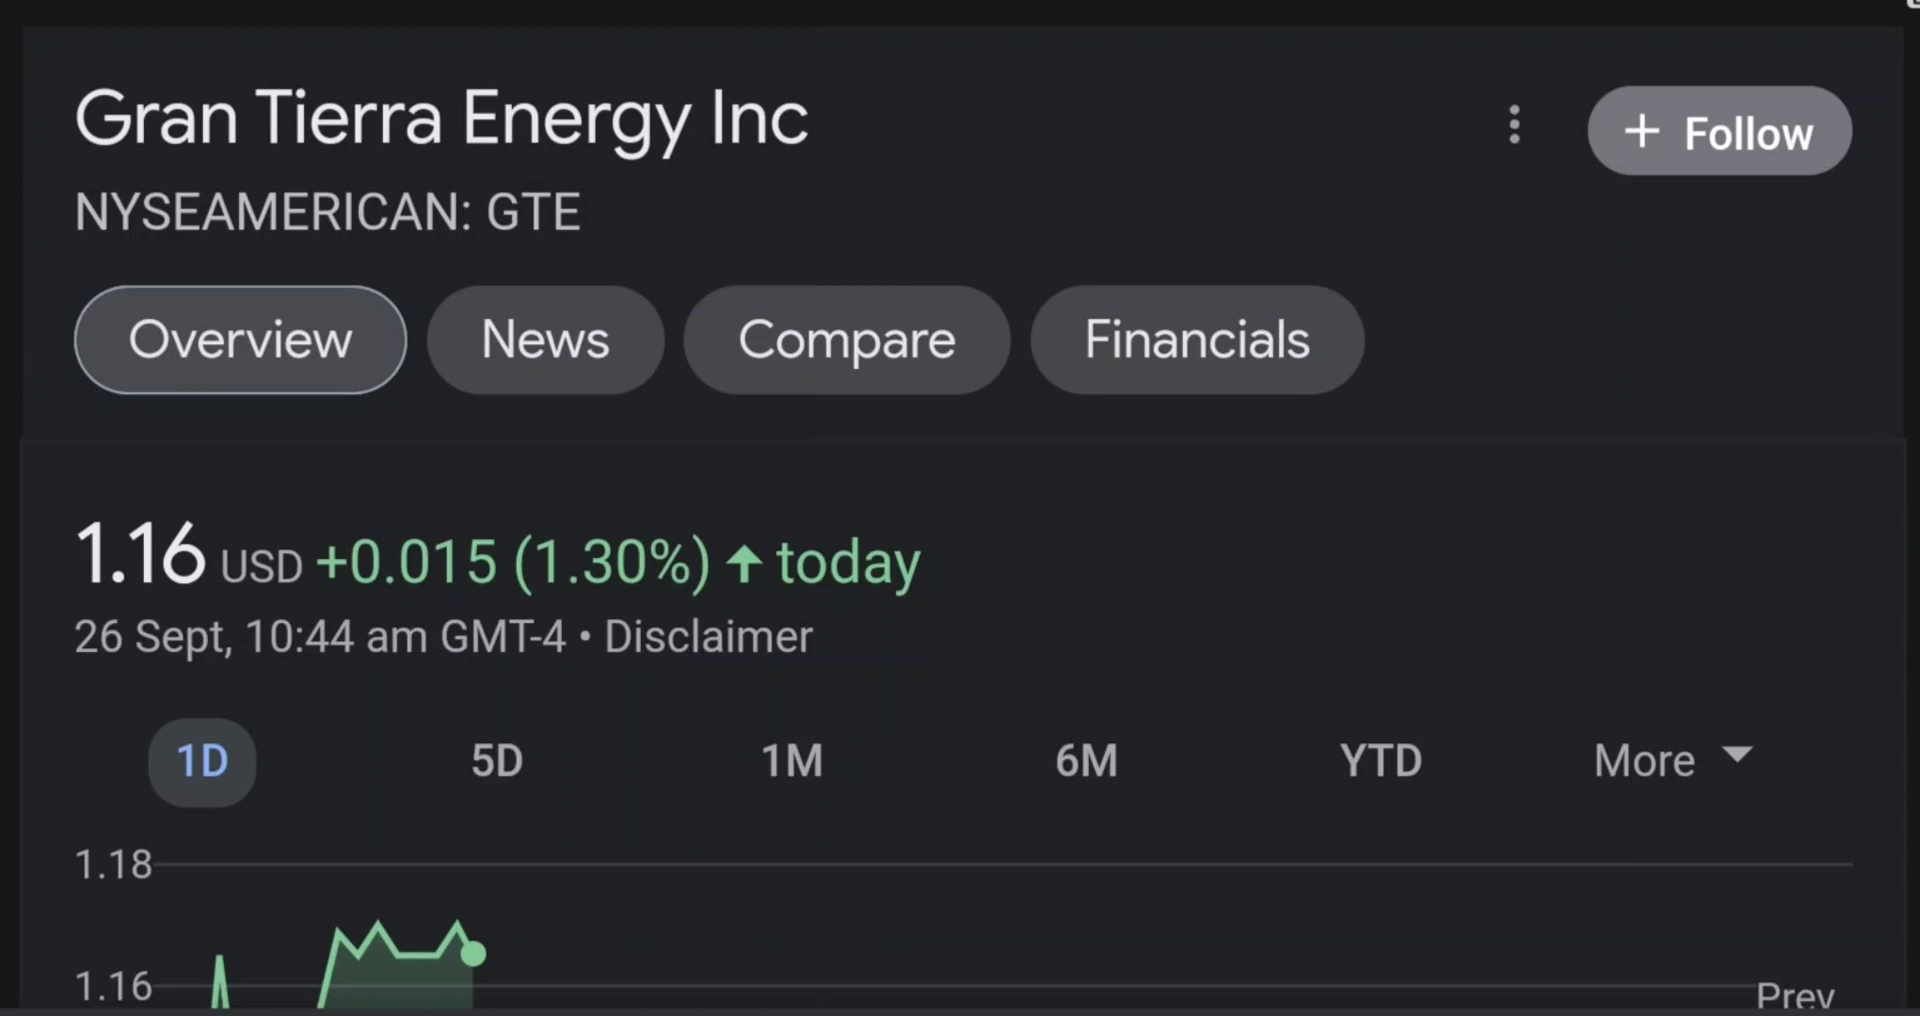 Gran Tierra Energy Inc
+ Follow
NYSEAMERICAN: GTE
Overview News Compare Financials
1.16 USD +0.015 (1.30%) ↑ today
26 Sept, 10:44 am GMT-4 • Disclaimer
1D 5D 1M 6M YTD More
1.18
1.16
Prev